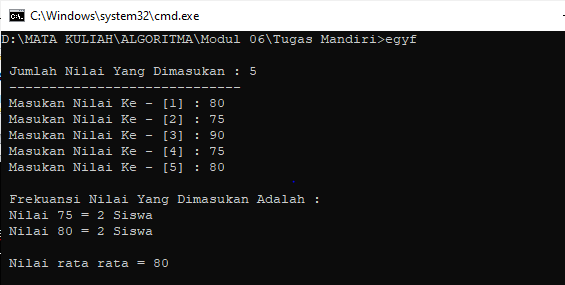 C:\Windows\system32\cmd.exe
D:\MATA KULIAH\ALGORITMA\Modul 06\Tugas Mandiri>egyf
Jumlah Nilai Yang Dimasukan : 5
-----------------------------
Masukan Nilai Ke - [1] : 80
Masukan Nilai Ke - [2] : 75
Masukan Nilai Ke - [3] : 90
Masukan Nilai Ke - [4] : 75
Masukan Nilai Ke - [5] : 80
Frekuansi Nilai Yang Dimasukan Adalah :
Nilai 75 = 2 Siswa
Nilai 80 = 2 Siswa
Nilai rata rata = 80